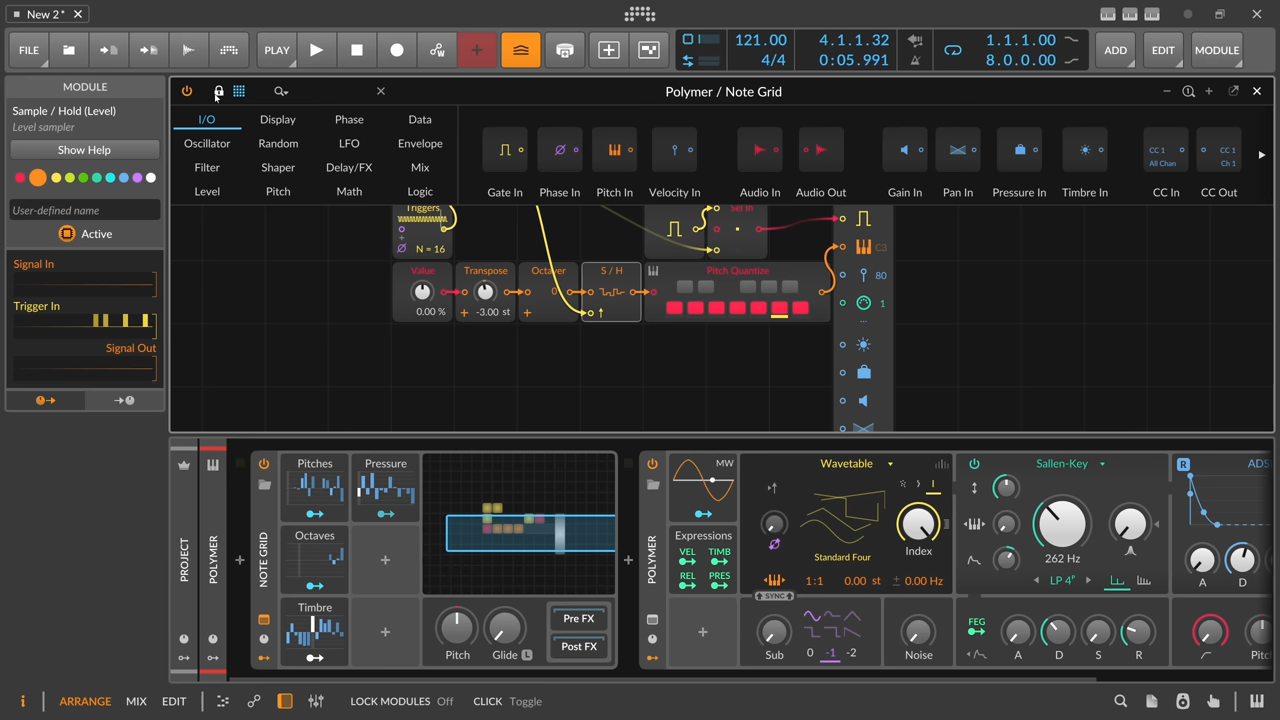 New 2*
FILE
PLAY
121.00
4/4
4.1.1.32
0:05.991
1.1.1.00
8.0.0.00
ADD
EDIT
MODULE
MODULE
Sample / Hold (Level)
Level sampler
Show Help
User-defined name
Active
Signal In
Trigger In
Signal Out
Polymer / Note Grid
I/O
Display
Phase
Data
Oscillator
Random
LFO
Envelope
Filter
Shaper
Delay/FX
Mix
Level
Pitch
Math
Logic
Gate In
Phase In
Pitch In
Velocity In
Audio In
Audio Out
Gain In
Pan In
Pressure In
Timbre In
CC 1
All Chan
CC In
CC 1
Ch 1
CC Out
Triggers
N = 16
Set In
C3
80
1
Value
0.00 %
Transpose
-3.00 st
Octaver
0
S / H
Pitch Quantize
PROJECT
POLYMER
NOTE GRID
Pitches
Pressure
Octaves
Timbre
Pitch
Glide
L
Pre FX
Post FX
POLYMER
MW
Expressions
VEL
TIMB
REL
PRES
Wavetable
Standard Four
Index
1:1
0.00 st
± 0.00 Hz
SYNC
Sub
0
-1
-2
Noise
Sallen-Key
262 Hz
LP 4ᴾ
FEG
A
D
S
R
R
ADS
A
D
Pitc
i
ARRANGE
MIX
EDIT
LOCK MODULES Off
CLICK Toggle